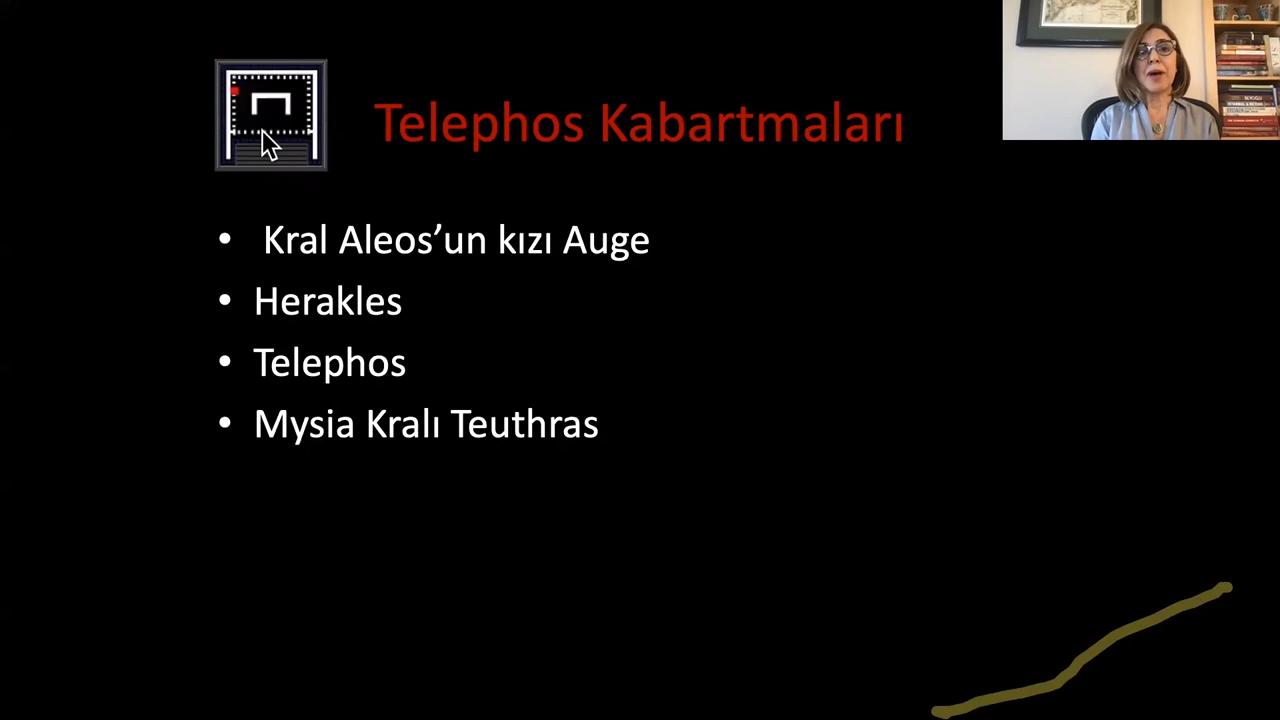 Telephos Kabartmaları
• Kral Aleos’un kızı Auge
• Herakles
• Telephos
• Mysia Kralı Teuthras